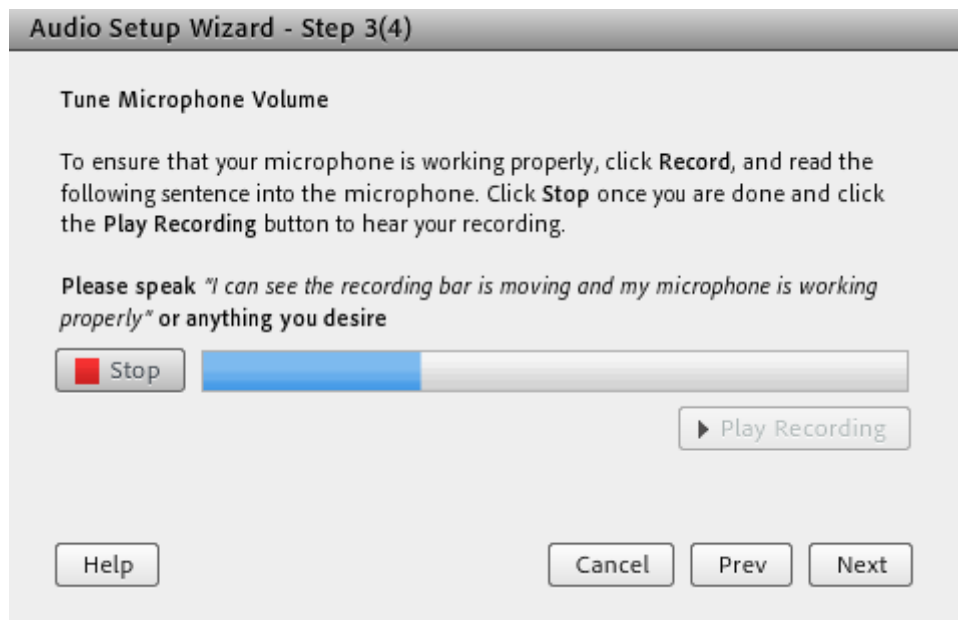 Audio Setup Wizard - Step 3(4)
Tune Microphone Volume
To ensure that your microphone is working properly, click Record, and read the
following sentence into the microphone. Click Stop once you are done and click
the Play Recording button to hear your recording.
Please speak "I can see the recording bar is moving and my microphone is working
properly" or anything you desire
Stop
Play Recording
Help
Cancel
Prev
Next